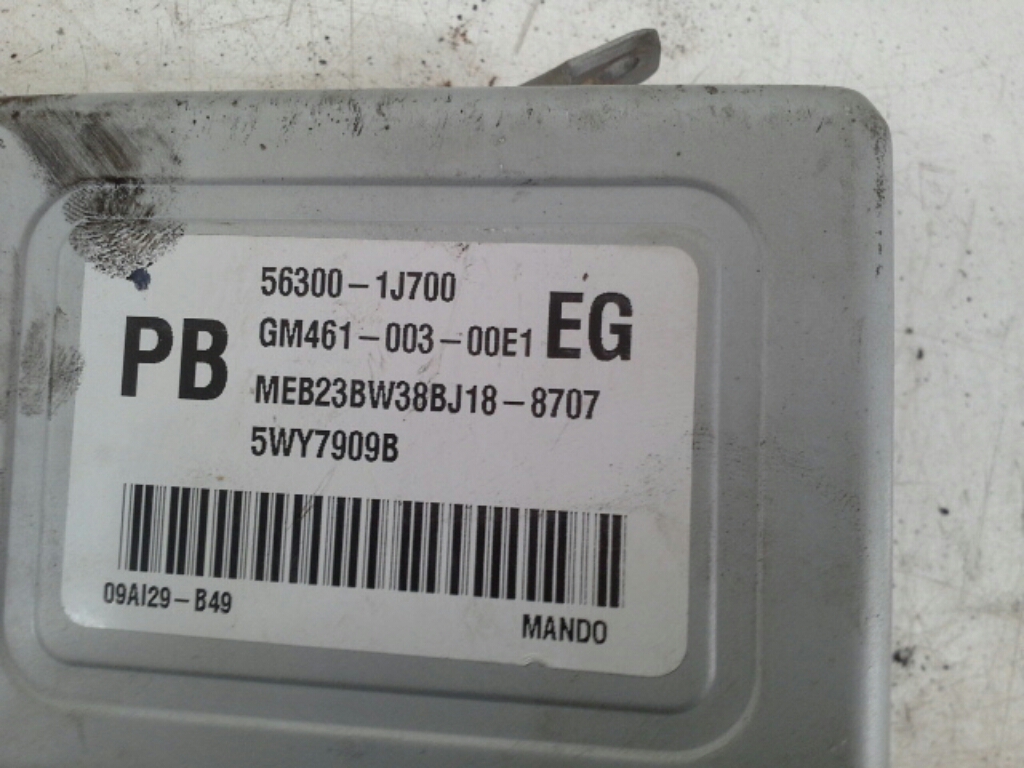 56300-1J700
PB GM461-003-00E1 EG
MEB23BW38BJ18-8707
5WY7909B
09AI29-B49
MANDO